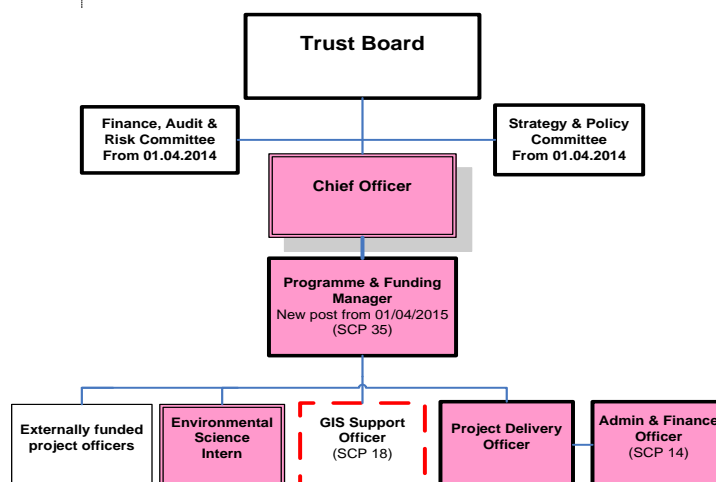 Trust Board
Finance, Audit &
Risk Committee
From 01.04.2014
Strategy & Policy
Committee
From 01.04.2014
Chief Officer
Programme & Funding
Manager
New post from 01/04/2015
(SCP 35)
Externally funded
project officers
Environmental
Science
Intern
GIS Support
Officer
(SCP 18)
Project Delivery
Officer
Admin & Finance
Officer
(SCP 14)